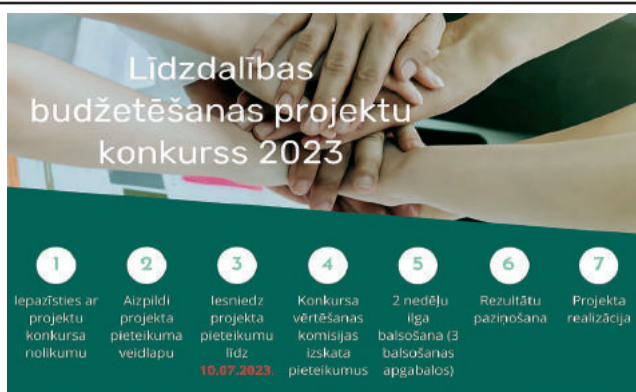 Līdzdalības
budžetēšanas projektu
konkurss 2023
1
Iepazīsties ar
projektu
konkursa
nolikumu
2
Aizpildi
projekta
pieteikuma
veidlapu
3
Iesniedz
projekta
pieteikumu
līdz
10.07.2023.
4
Konkursa
vērtēšanas
komisijas
izskata
pieteikumus
5
2 nedēļu
ilga
balsošana (3
balsošanas
apgabalos)
6
Rezultātu
paziņošana
7
Projekta
realizācija